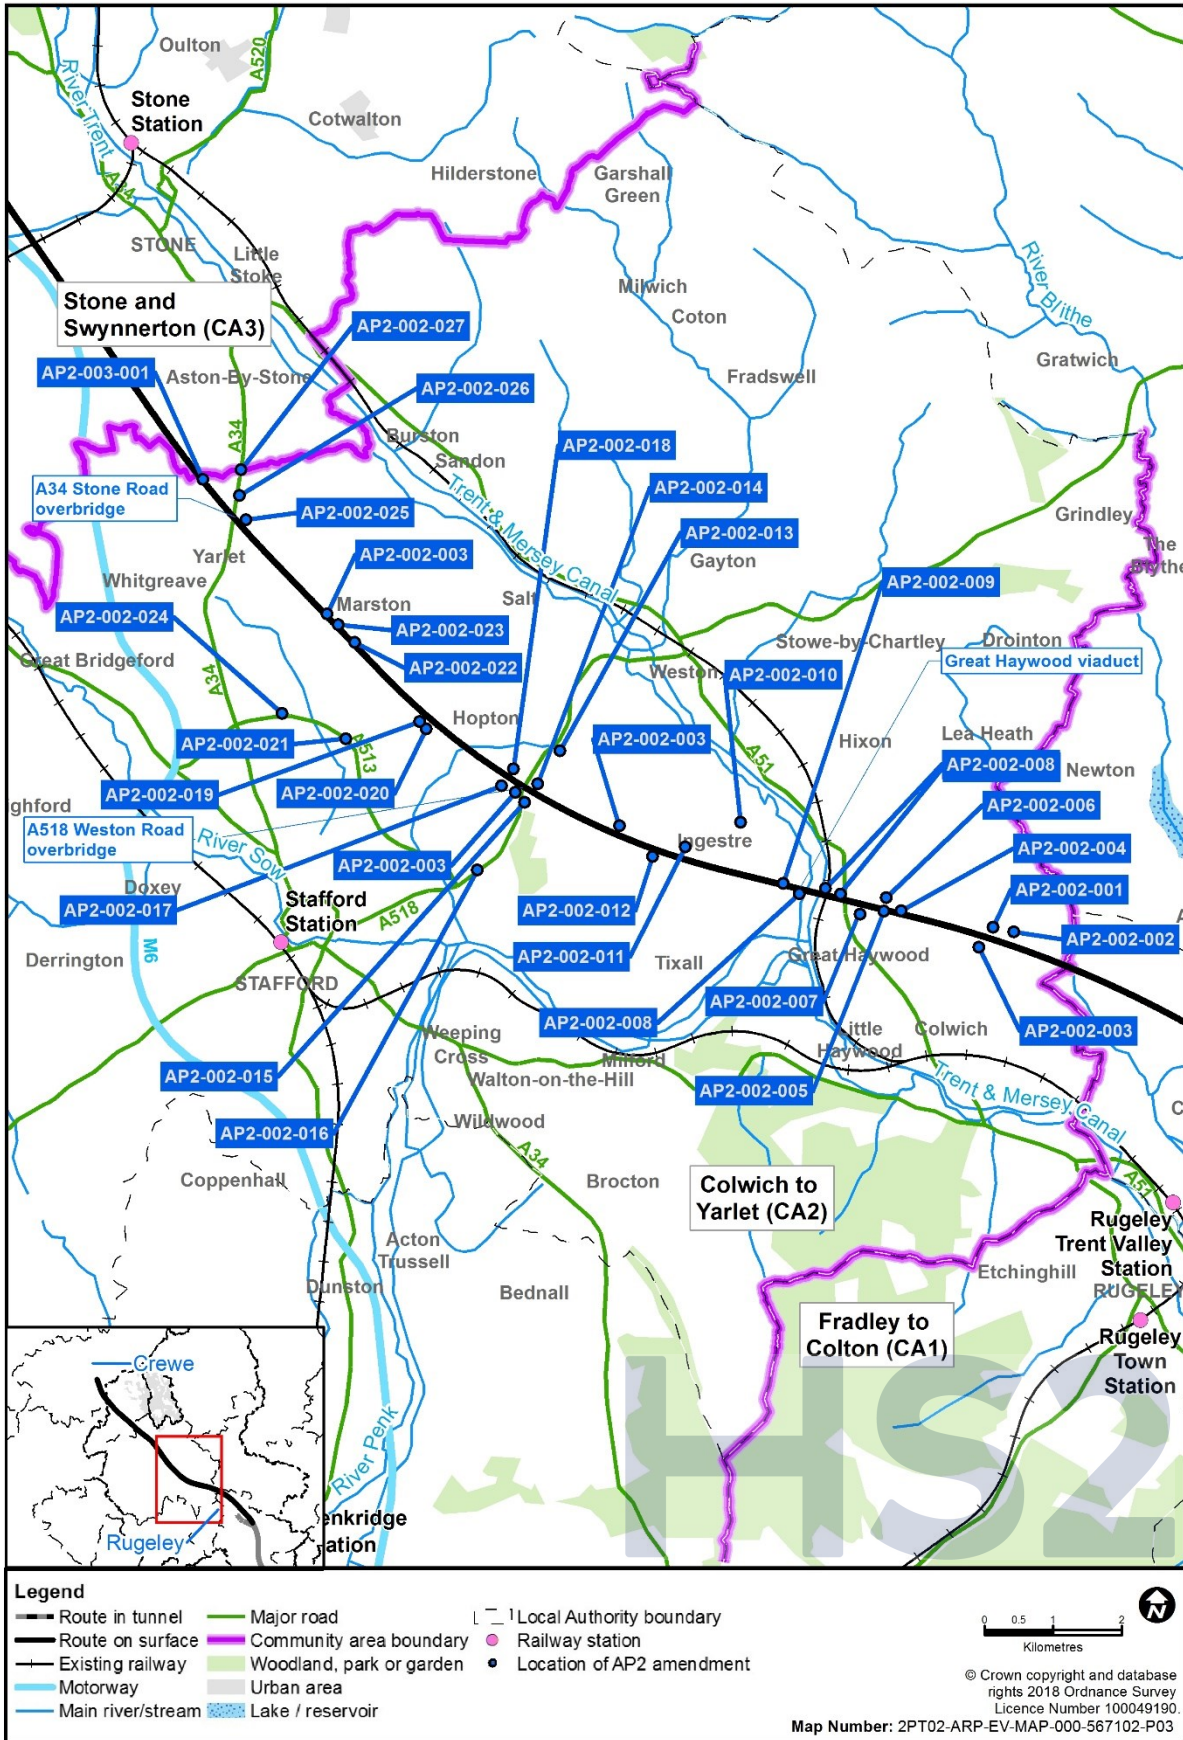 Oulton
A520
River Trent
Stone
Station
Cotwalton
Hilderstone
Garshall
Green
A34
STONE
Little
Stoke
River Blithe
Milwich
Coton
Stone and
Swynnerton (CA3)
AP2-002-027
Gratwich
AP2-003-001
Aston-By-Stone
AP2-002-026
Fradswell
A34
Burston
AP2-002-018
Sandon
A34 Stone Road
overbridge
Trent & Mersey Canal
AP2-002-014
AP2-002-025
AP2-002-013
Grindley
Yarlet
AP2-002-003
Gayton
The
Blythe
Whitgreave
AP2-002-009
Marston
Salt
AP2-002-024
AP2-002-023
Stowe-by-Chartley
Drointon
Great Bridgeford
AP2-002-022
Great Haywood viaduct
A34
Weston
AP2-002-010
Hopton
AP2-002-021
A513
AP2-002-003
A51
Hixon
Lea Heath
AP2-002-008
Newton
AP2-002-019
AP2-002-020
ghford
AP2-002-006
A518 Weston Road
overbridge
River Sow
Ingestre
AP2-002-004
AP2-002-003
Doxey
AP2-002-001
AP2-002-017
Stafford
Station
A518
AP2-002-012
AP2-002-002
M6
Derrington
AP2-002-011
Tixall
Great Haywood
STAFFORD
AP2-002-007
AP2-002-008
Weeping
Cross
Milford
ittle
Haywood
Colwich
AP2-002-003
AP2-002-015
Walton-on-the-Hill
AP2-002-005
Trent & Mersey Canal
C
Wildwood
AP2-002-016
A34
Coppenhall
Brocton
Colwich to
Yarlet (CA2)
A51
Rugeley
Trent Valley
Station
Acton
Trussell
Etchinghill
Dunston
Bednall
RUGELEY
Fradley to
Colton (CA1)
Rugeley
Town
Station
HS2
Crewe
Rugeley
River Penk
enkridge
ation
Legend
Route in tunnel
Major road
Local Authority boundary
Route on surface
Community area boundary
Railway station
Existing railway
Woodland, park or garden
Location of AP2 amendment
Motorway
Urban area
Main river/stream
Lake / reservoir
N
0 0.5 1 2
Kilometres
© Crown copyright and database
rights 2018 Ordnance Survey
Licence Number 100049190.
Map Number: 2PT02-ARP-EV-MAP-000-567102-P03